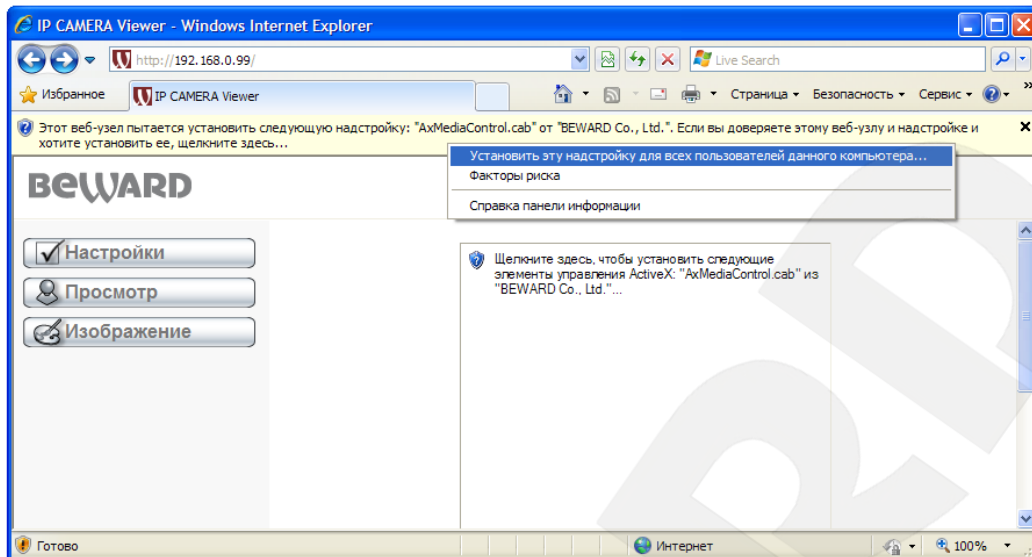 IP CAMERA Viewer - Windows Internet Explorer
http://192.168.0.99/
Live Search
Избранное
IP CAMERA Viewer
Страница
Безопасность
Сервис
Этот веб-узел пытается установить следующую надстройку: "AxMediaControl.cab" от "BEWARD Co., Ltd.". Если вы доверяете этому веб-узлу и надстройке и
хотите установить ее, щелкните здесь...
Установить эту надстройку для всех пользователей данного компьютера...
Факторы риска
Справка панели информации
BEWARD
Настройки
Просмотр
Изображение
Щелкните здесь, чтобы установить следующие
элементы управления ActiveX: "AxMediaControl.cab" из
"BEWARD Co., Ltd."...
Готово
Интернет
100%